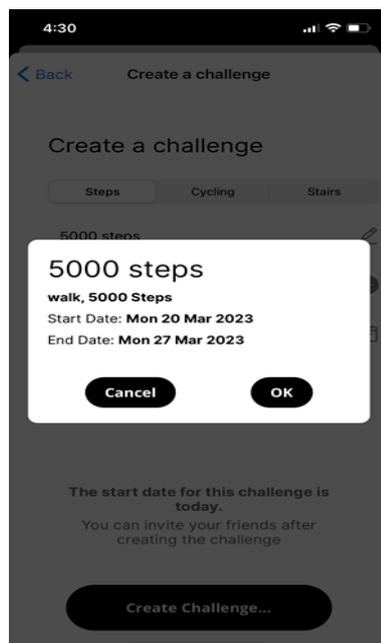 4:30
Back Create a challenge
Create a challenge
Steps Cycling Stairs
5000 steps
5000 steps
walk, 5000 Steps
Start Date: Mon 20 Mar 2023
End Date: Mon 27 Mar 2023
Cancel OK
The start date for this challenge is
today.
You can invite your friends after
creating the challenge
Create Challenge...